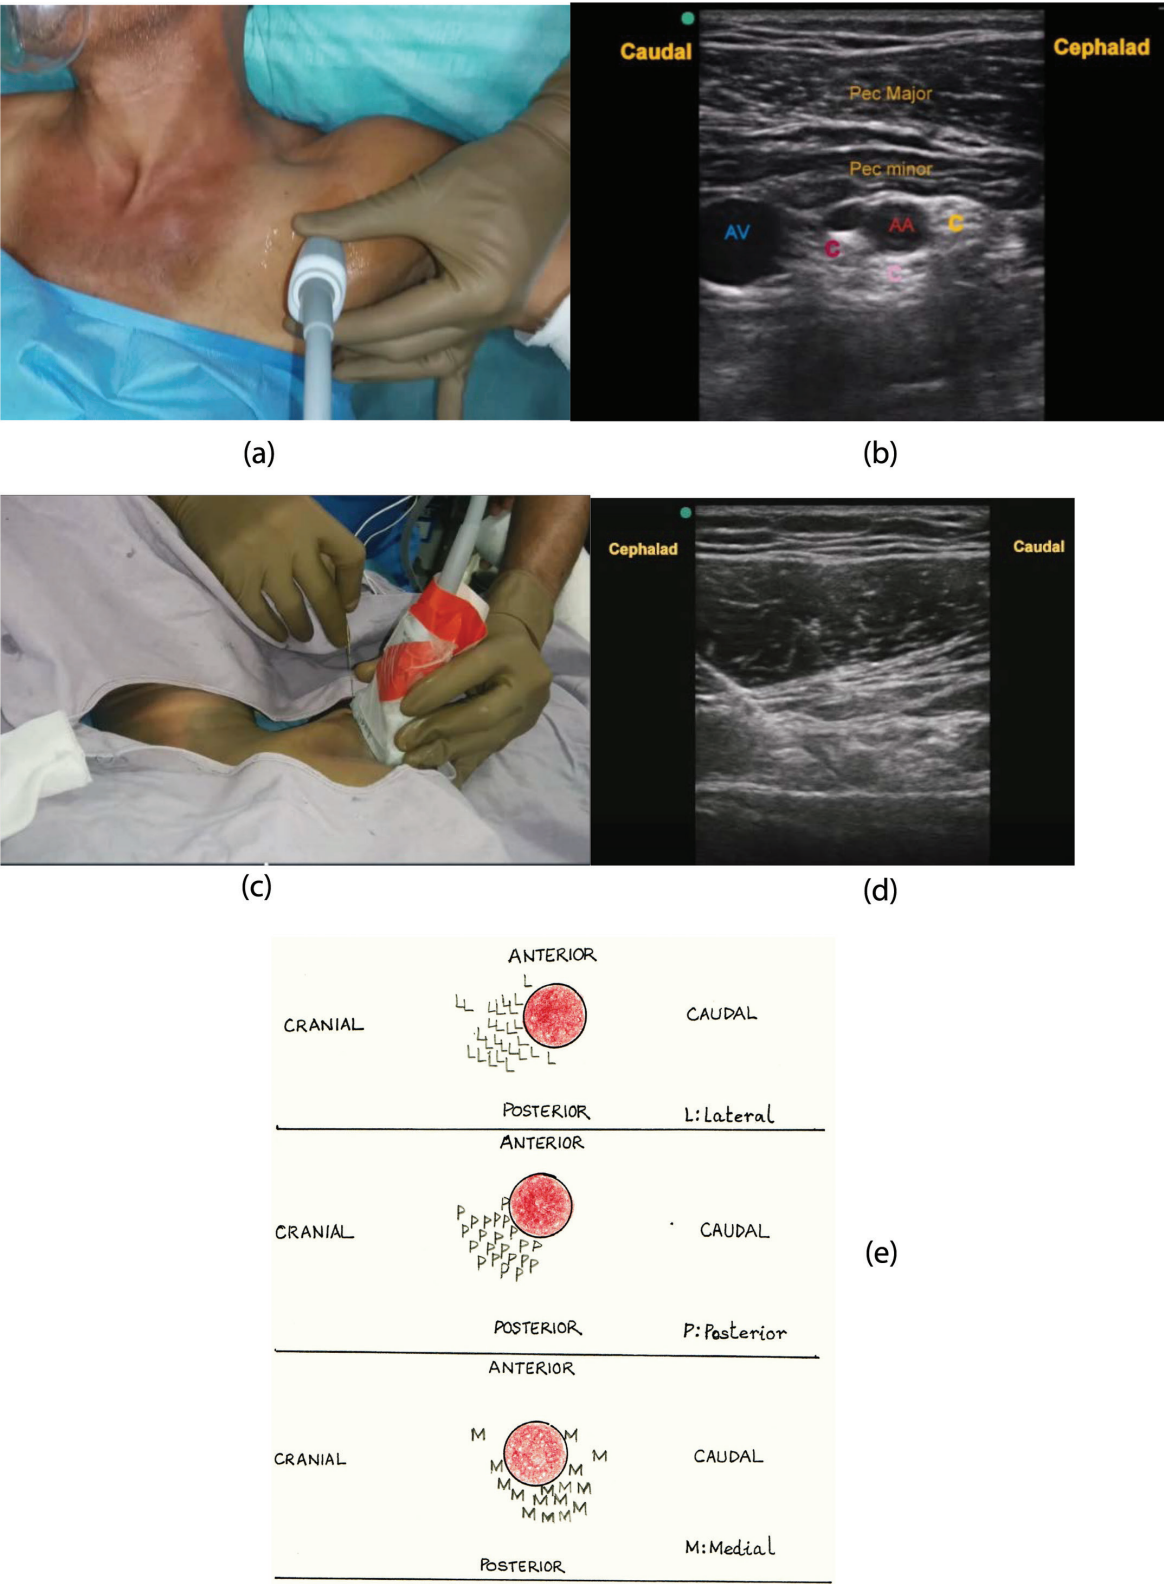 (a)
Caudal
Cephalad
Pec Major
Pec minor
AV
AA
C
C
C
(b)
(c)
Cephalad
Caudal
(d)
ANTERIOR
L
L L L L L L L
CRANIAL
CAUDAL
POSTERIOR
L: Lateral
ANTERIOR
P
CRANIAL
CAUDAL
(e)
POSTERIOR
P: Posterior
ANTERIOR
M
M
M
CRANIAL
CAUDAL
M: Medial
POSTERIOR